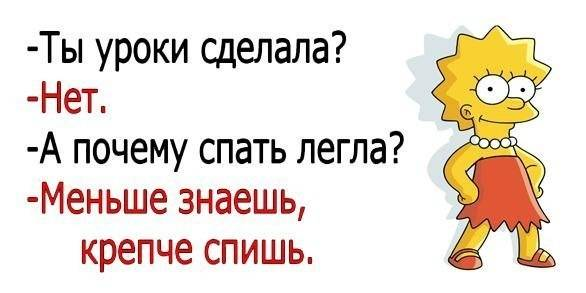 -Ты уроки сделала?
-Нет.
-А почему спать легла?
-Меньше знаешь,
крепче спишь.